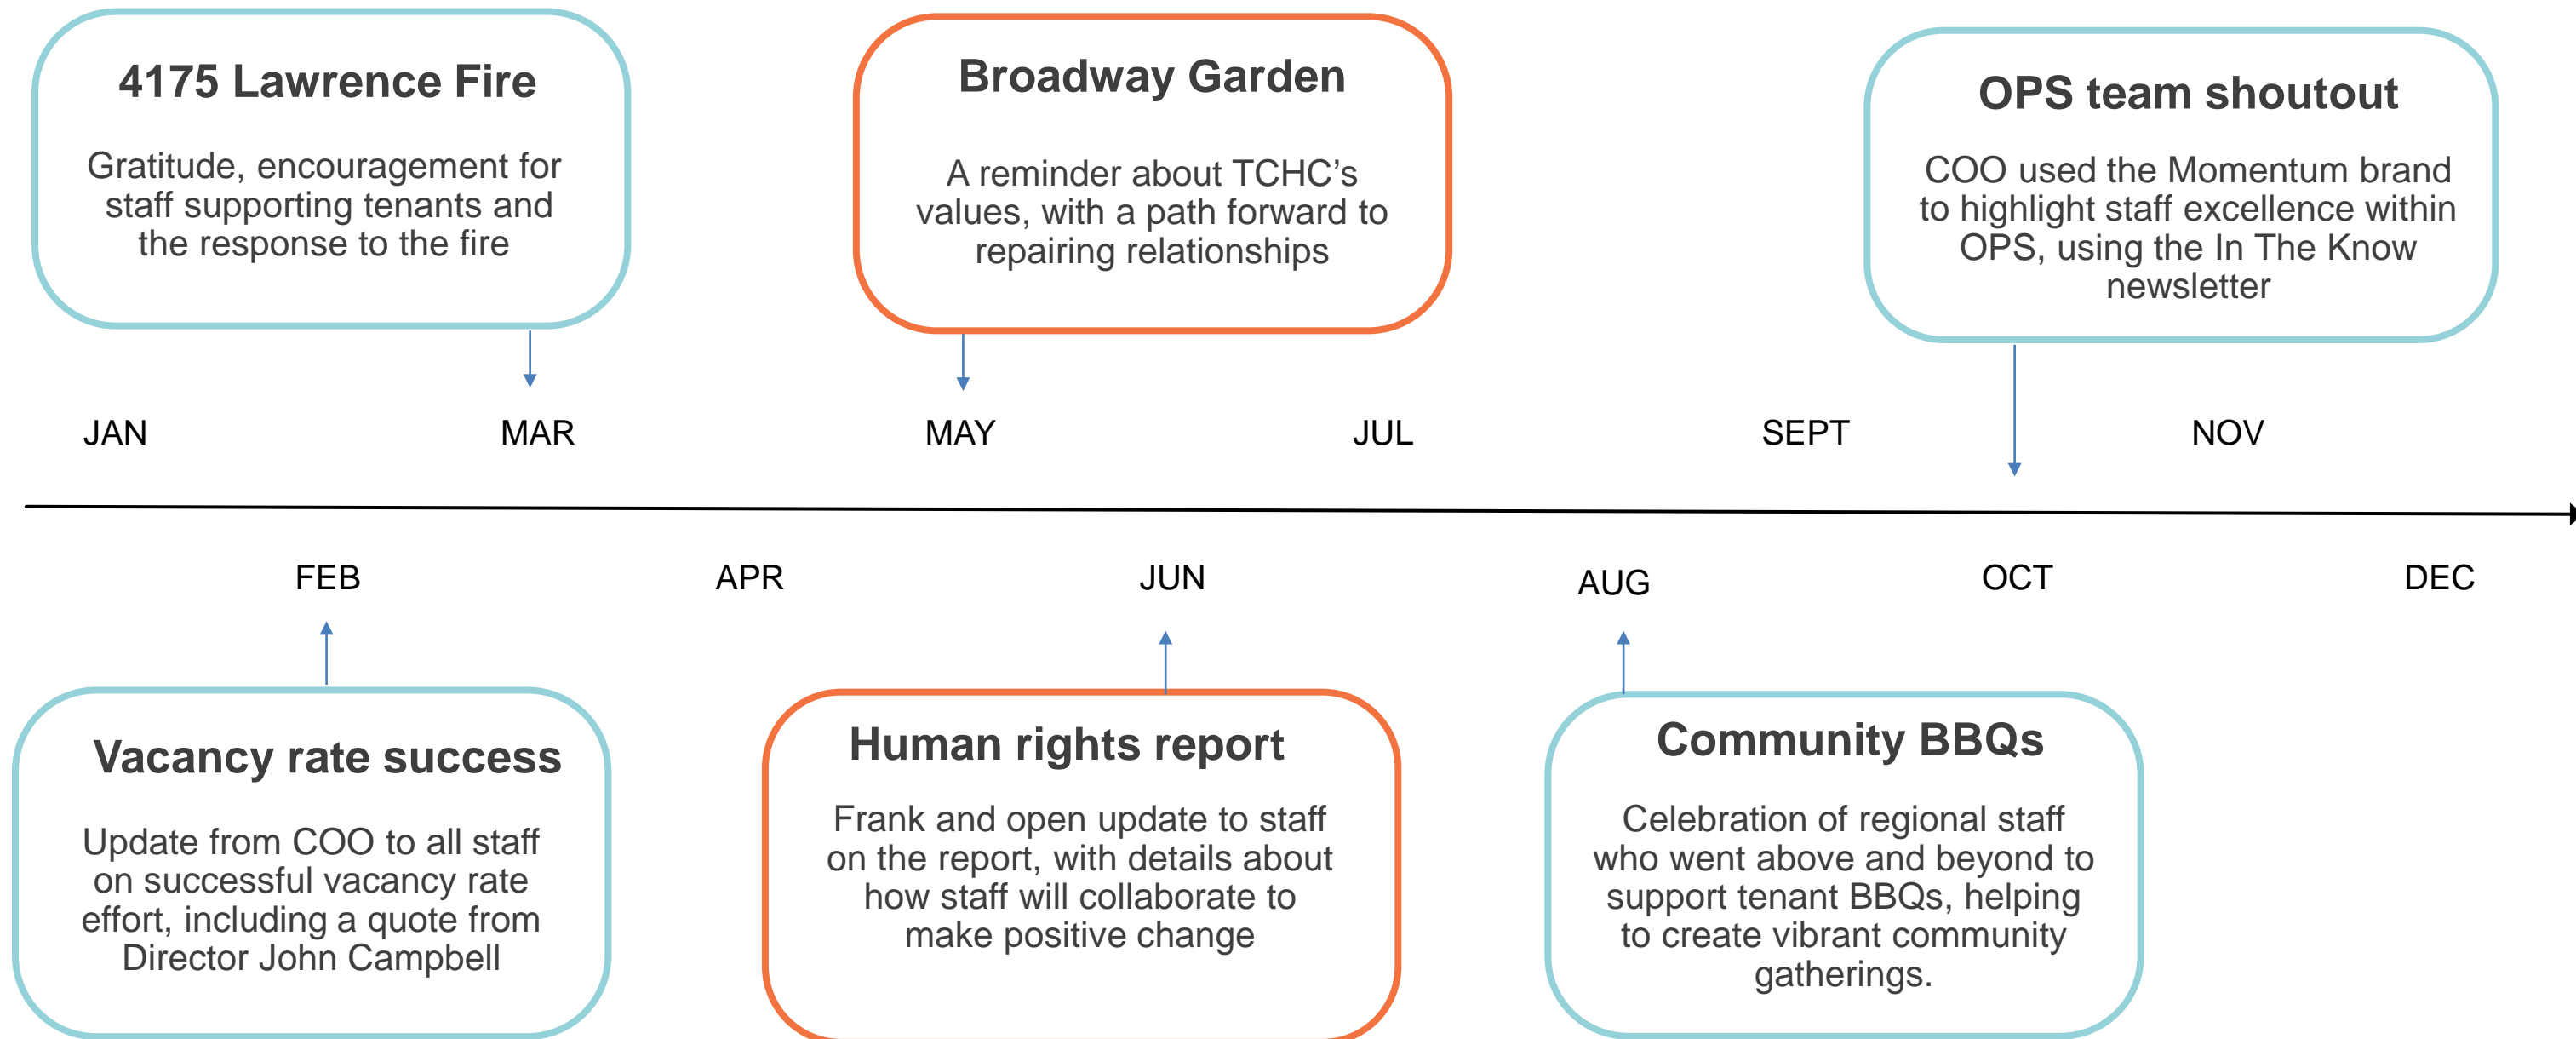 4175 Lawrence Fire
Gratitude, encouragement for
staff supporting tenants and
the response to the fire
Broadway Garden
A reminder about TCHC’s
values, with a path forward to
repairing relationships
OPS team shoutout
COO used the Momentum brand
to highlight staff excellence within
OPS, using the In The Know
newsletter
JAN
MAR
MAY
JUL
SEPT
NOV
FEB
APR
JUN
AUG
OCT
DEC
Vacancy rate success
Update from COO to all staff
on successful vacancy rate
effort, including a quote from
Director John Campbell
Human rights report
Frank and open update to staff
on the report, with details about
how staff will collaborate to
make positive change
Community BBQs
Celebration of regional staff
who went above and beyond to
support tenant BBQs, helping
to create vibrant community
gatherings.